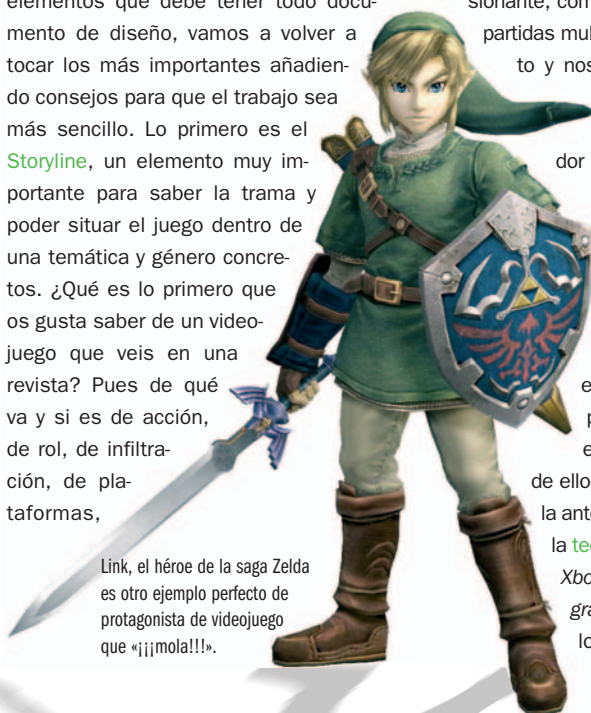 elementos que debe tener todo docu-
mento de diseño, vamos a volver a
tocar los más importantes añadien-
do consejos para que el trabajo sea
más sencillo. Lo primero es el
Storyline, un elemento muy im-
portante para saber la trama y
poder situar el juego dentro de
una temática y género concre-
tos. ¿Qué es lo primero que
os gusta saber de un video-
juego que veis en una
revista? Pues de qué
va y si es de acción,
de rol, de infiltra-
ción, de pla-
taformas,
Link, el héroe de la saga Zelda
es otro ejemplo perfecto de
protagonista de videojuego
que «¡¡¡mola!!!».
sionante, com
partidas mul
to y nos
dor
e
p
e
de ello
la ant
la te
Xbo
gra
lo